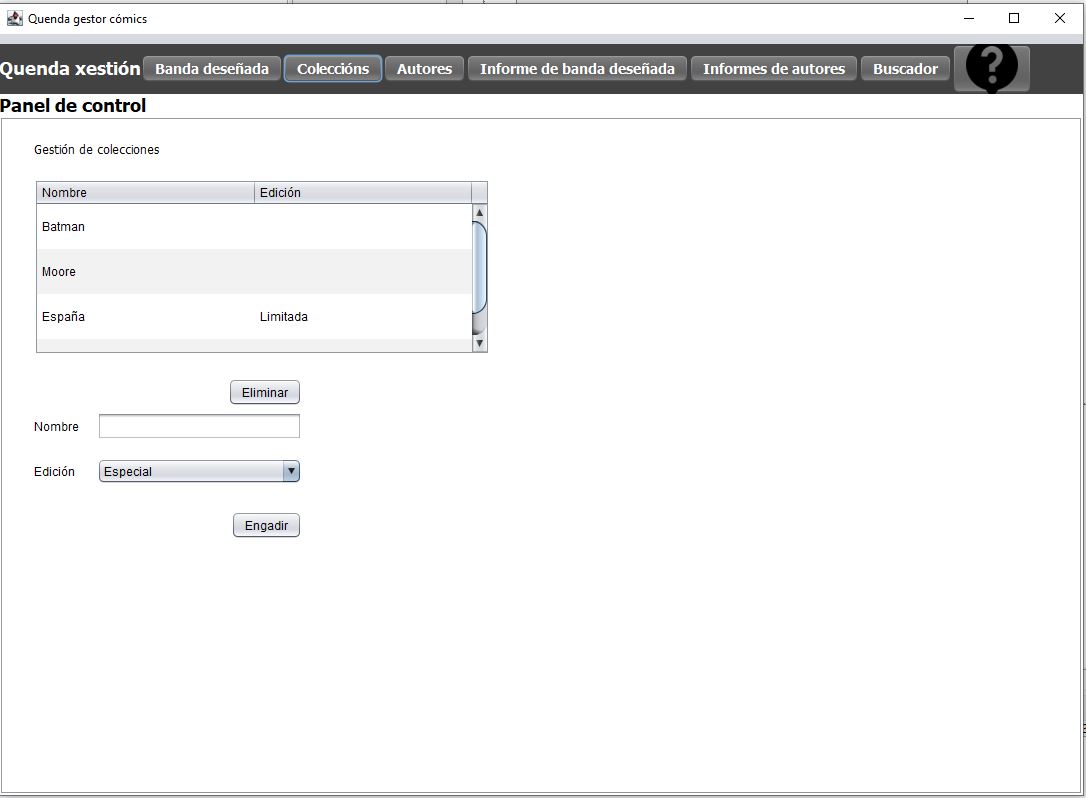 Quenda gestor cómics
Quenda xestión Banda deseñada Coleccións Autores Informe de banda deseñada Informes de autores Buscador ?
Panel de control
Gestión de colecciones
Nombre Edición
Batman
Moore
España Limitada
Eliminar
Nombre
Edición Especial
Engadir